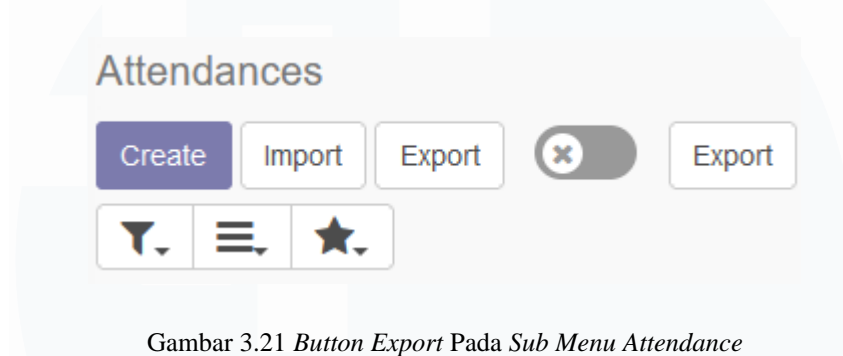 Attendances
Create Import Export Export
Gambar 3.21 Button Export Pada Sub Menu Attendance